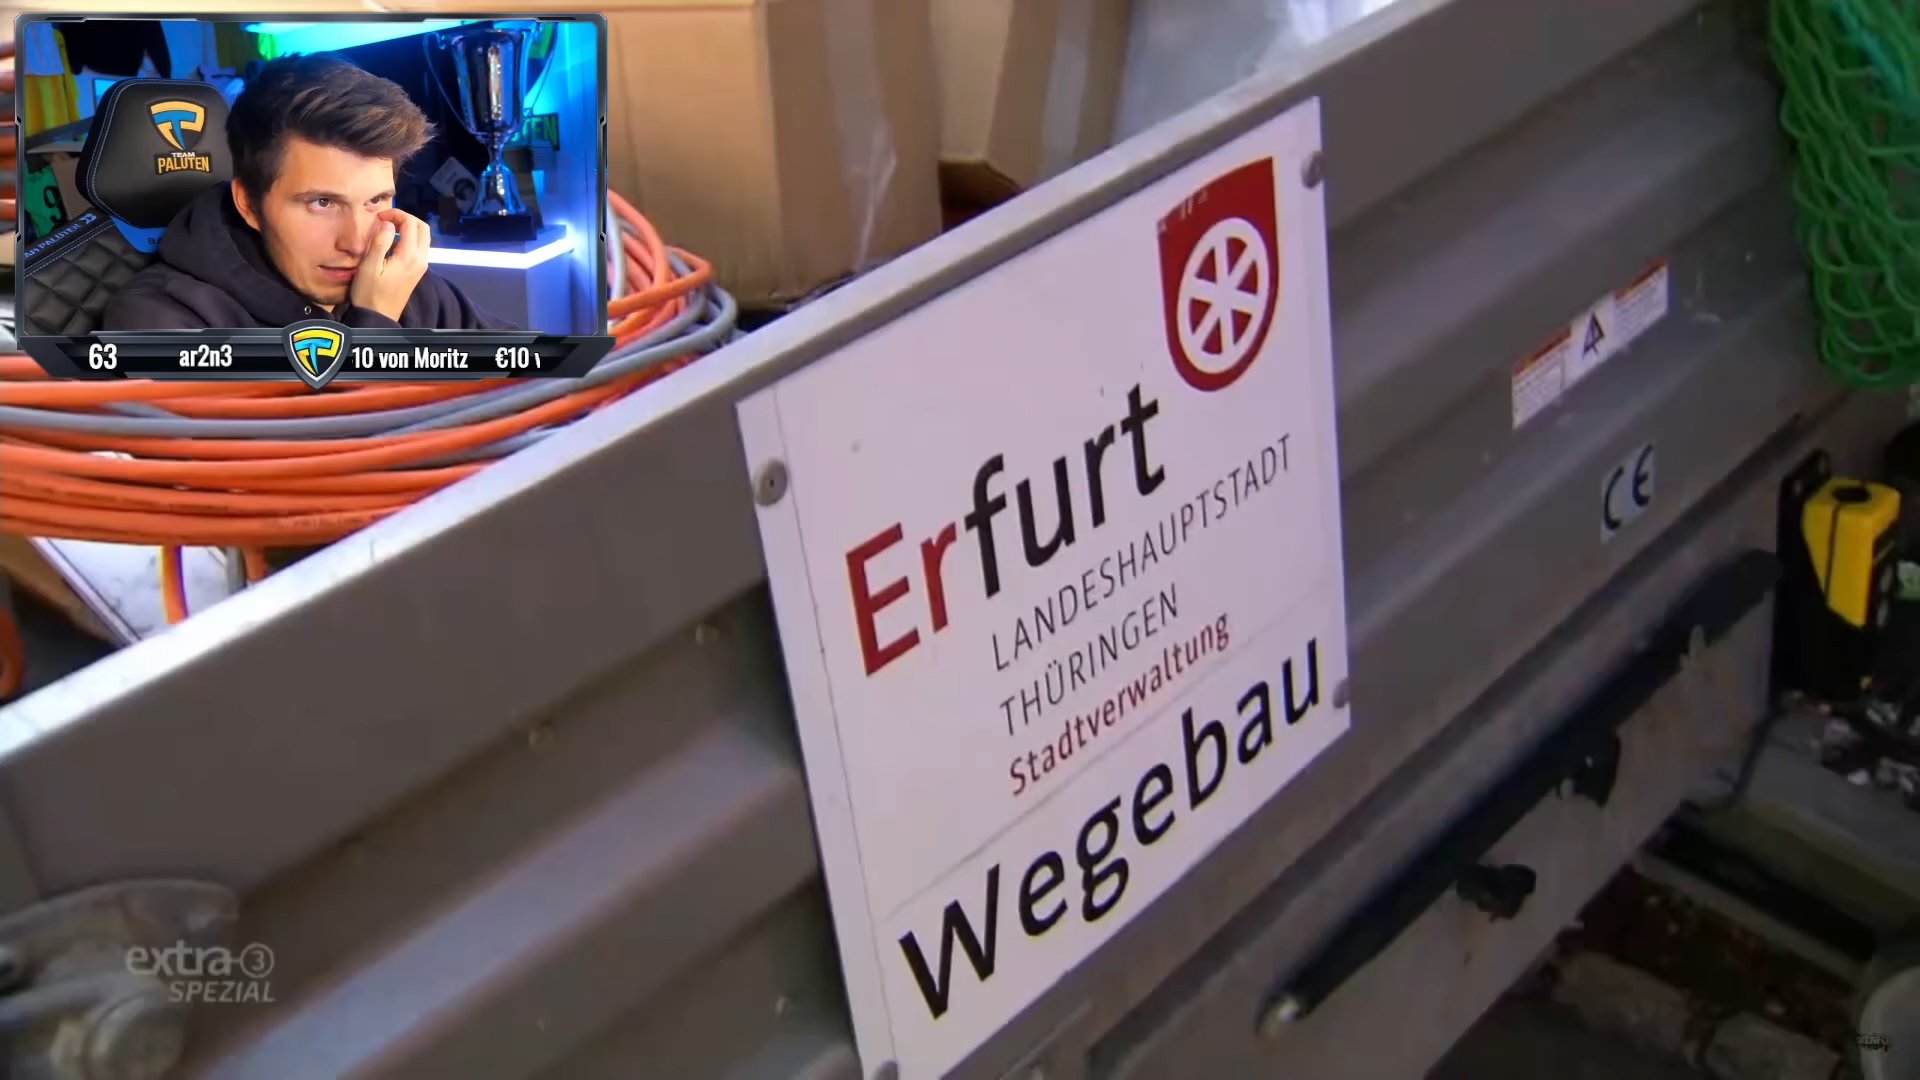 TEAM
PALUTEN
63
ar2n3
10 von Moritz
€10
Erfurt
LANDESHAUPTSTADT
THÜRINGEN
Stadtverwaltung
Wegebau
CE
extra 3
SPEZIAL